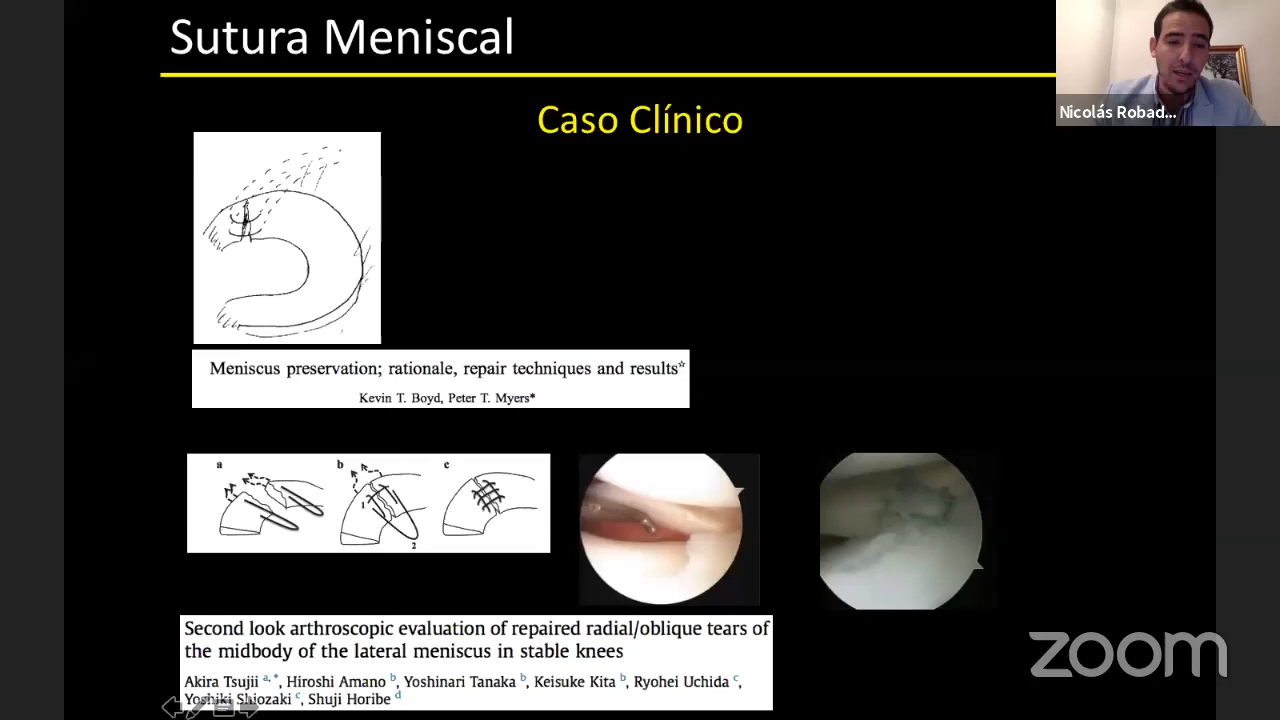 Sutura Meniscal
Nicolás Robad...
Caso Clínico
Meniscus preservation; rationale, repair techniques and results☆
Kevin T. Boyd, Peter T. Myers*
a
b
c
1
2
Second look arthroscopic evaluation of repaired radial/oblique tears of
the midbody of the lateral meniscus in stable knees
Akira Tsujii a,*, Hiroshi Amano b, Yoshinari Tanaka b, Keisuke Kita b, Ryohei Uchida c,
Yoshiki Shiozaki c, Shuji Horibe d
zoom